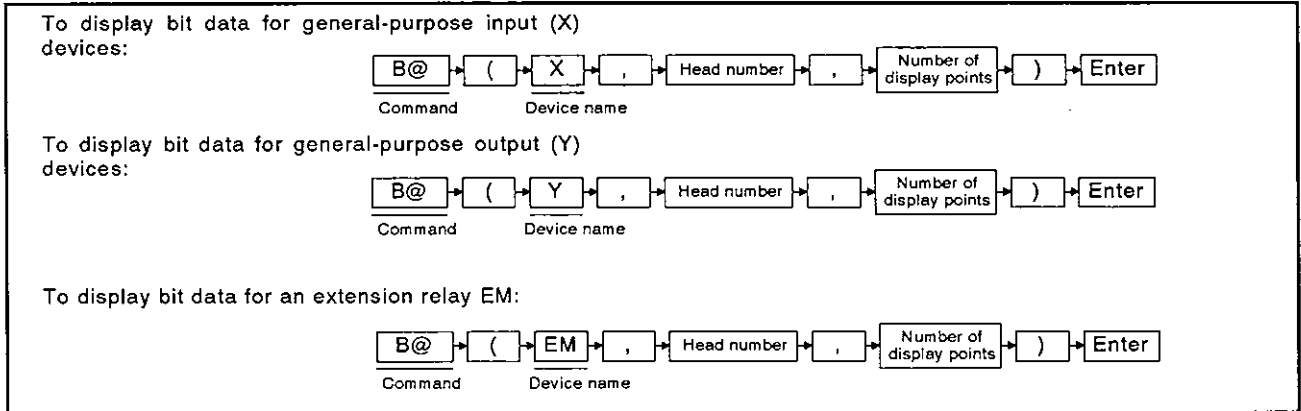 To display bit data for general-purpose input (X)
devices:
B@ ( X , Head number , Number of display points ) Enter
Command Device name
To display bit data for general-purpose output (Y)
devices:
B@ ( Y , Head number , Number of display points ) Enter
Command Device name
To display bit data for an extension relay EM:
B@ ( EM , Head number , Number of display points ) Enter
Command Device name